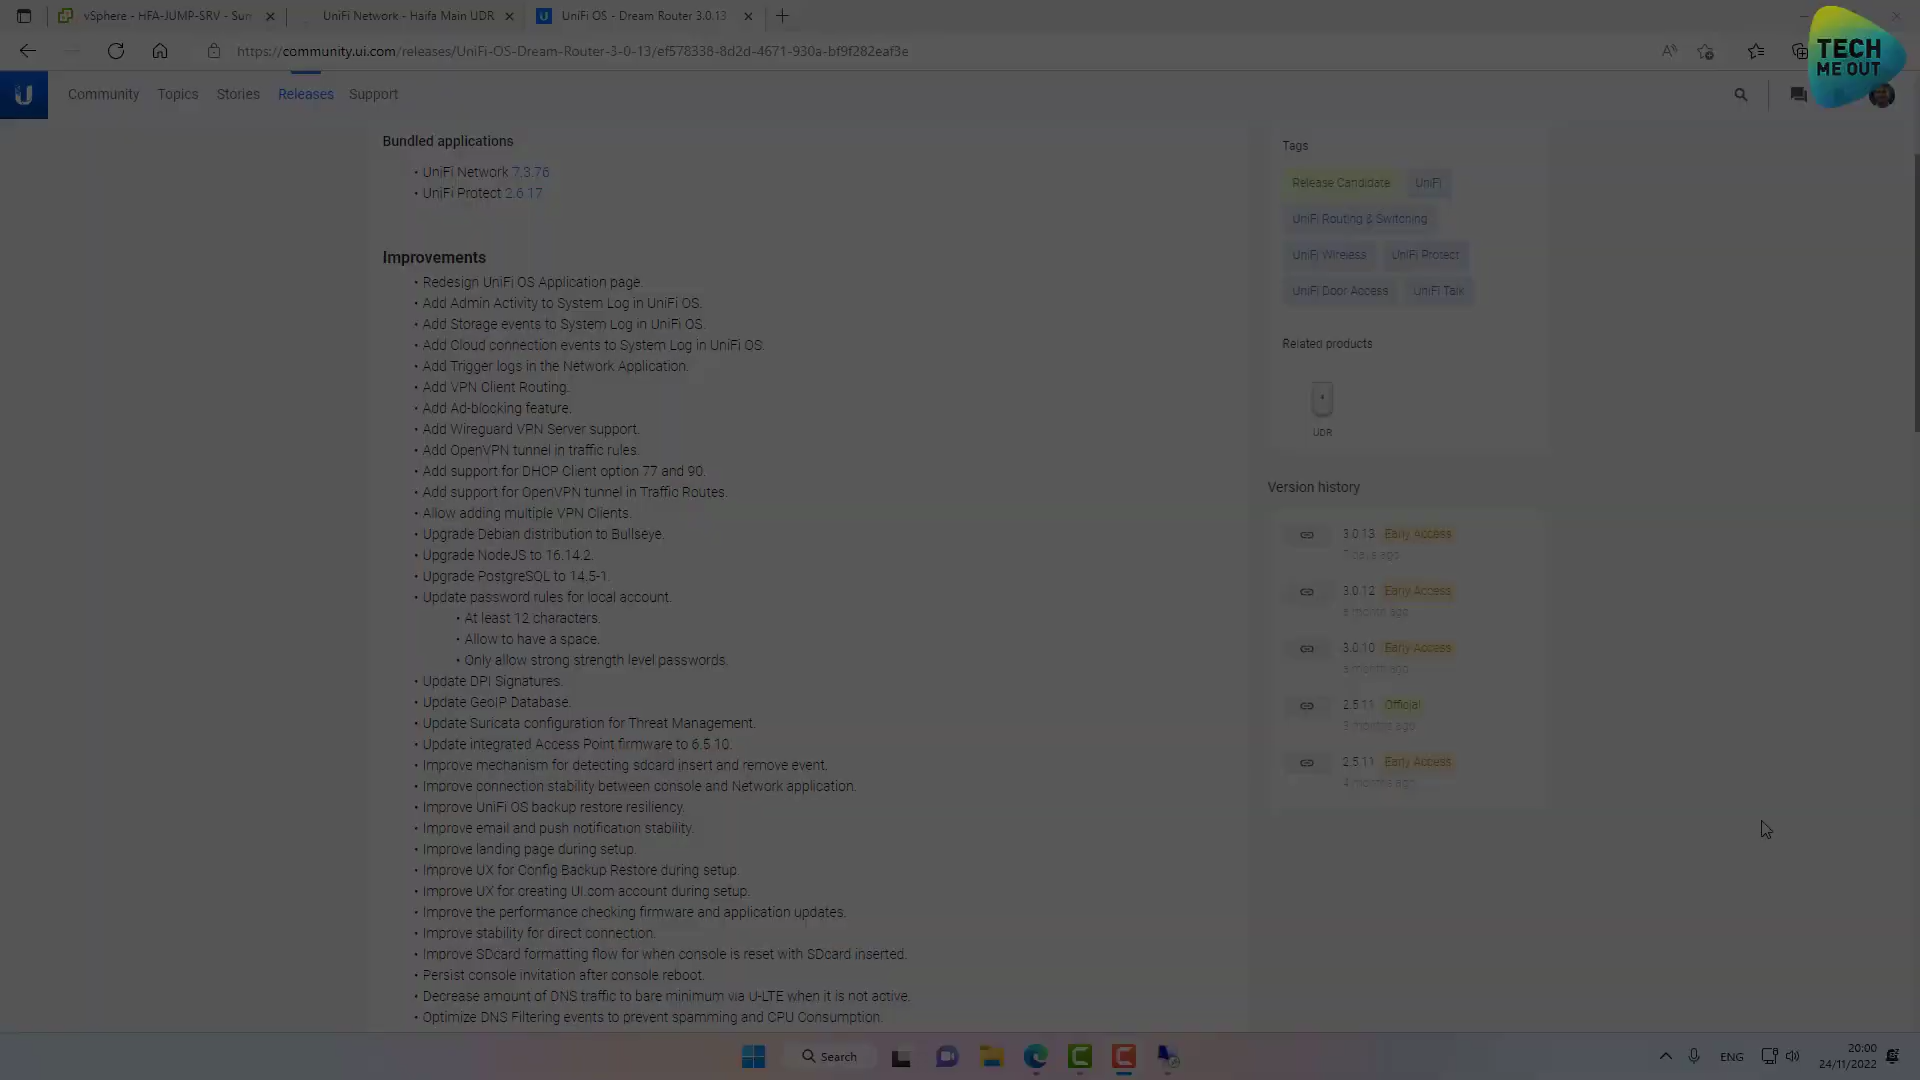 vSphere - HFA-JUMP-SRV - Sum
UniFi Network - Haifa Main UDR
UniFi OS - Dream Router 3.0.13
https://community.ui.com/releases/UniFi-OS-Dream-Router-3-0-13/ef578338-8d2d-4671-930a-bf9f282eaf3e
TECH
ME OUT
Community Topics Stories Releases Support
Bundled applications
• UniFi Network 7.3.76
• UniFi Protect 2.6.17
Improvements
• Redesign UniFi OS Application page.
• Add Admin Activity to System Log in UniFi OS.
• Add Storage events to System Log in UniFi OS.
• Add Cloud connection events to System Log in UniFi OS.
• Add Trigger logs in the Network Application.
• Add VPN Client Routing.
• Add Ad-blocking feature.
• Add Wireguard VPN Server support.
• Add OpenVPN tunnel in traffic rules.
• Add support for DHCP Client option 77 and 90.
• Add support for OpenVPN tunnel in Traffic Routes.
• Allow adding multiple VPN Clients.
• Upgrade Debian distribution to Bullseye.
• Upgrade NodeJS to 16.14.2.
• Upgrade PostgreSQL to 14.5-1.
• Update password rules for local account.
• At least 12 characters.
• Allow to have a space.
• Only allow strong strength level passwords.
• Update DPI Signatures.
• Update GeoIP Database.
• Update Suricata configuration for Threat Management.
• Update integrated Access Point firmware to 6.5.10.
• Improve mechanism for detecting sdcard insert and remove event.
• Improve connection stability between console and Network application.
• Improve UniFi OS backup restore resiliency.
• Improve email and push notification stability.
• Improve landing page during setup.
• Improve UX for Config Backup Restore during setup.
• Improve UX for creating UI.com account during setup.
• Improve the performance checking firmware and application updates.
• Improve stability for direct connection.
• Improve SDcard formatting flow for when console is reset with SDcard inserted.
• Persist console invitation after console reboot.
• Decrease amount of DNS traffic to bare minimum via U-LTE when it is not active.
• Optimize DNS Filtering events to prevent spamming and CPU Consumption.
Tags
Release Candidate UniFi
UniFi Routing & Switching
UniFi Wireless UniFi Protect
UniFi Door Access UniFi Talk
Related products
UDR
Version history
3.0.13 Early Access
7 days ago
3.0.12 Early Access
a month ago
3.0.10 Early Access
a month ago
2.5.11 Official
3 months ago
2.5.11 Early Access
4 months ago
Search
ENG
20:00
24/11/2022